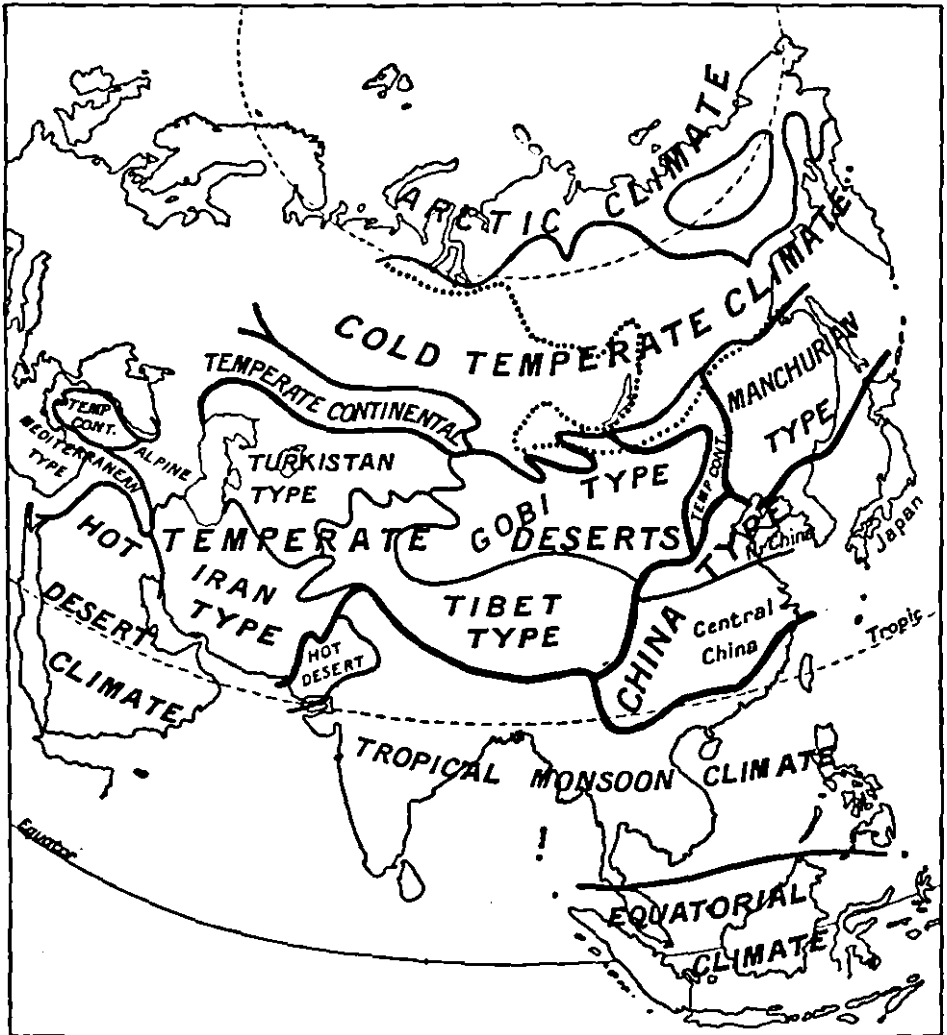 ARCTIC CLIMATE
COLD TEMPERATE CLIMATE
TEMPERATE CONTINENTAL
MANCHURIAN
TYPE
TEMP
CONT.
MEDITERRANEAN
TYPE
ALPINE
TURKISTAN
TYPE
GOBI TYPE
TEMP CONT.
HOT
DESERT
CLIMATE
TEMPERATE DESERTS
IRAN
TYPE
TIBET
TYPE
HOT
DESERT
CHINA TYPE
N. China
Central
China
Japan
Tropic
TROPICAL MONSOON CLIMATE
Equator
EQUATORIAL
CLIMATE